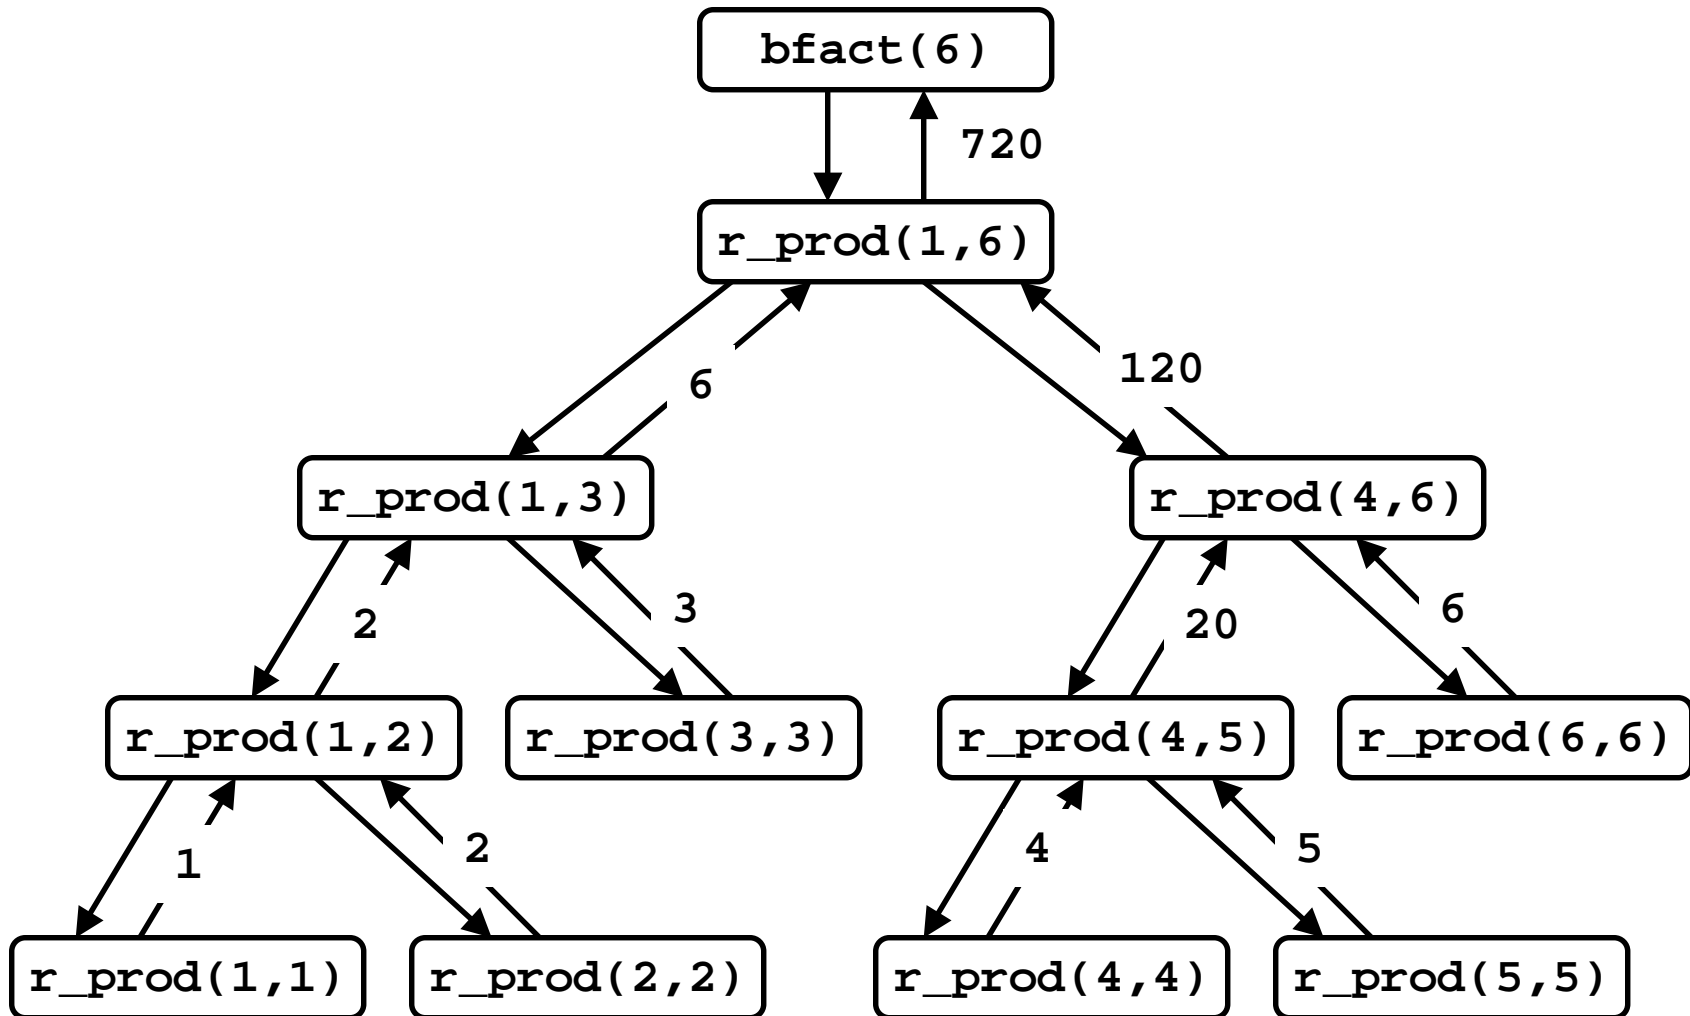 bfact(6)
720
r_prod(1,6)
6
120
r_prod(1,3)
r_prod(4,6)
2
3
20
6
r_prod(1,2)
r_prod(3,3)
r_prod(4,5)
r_prod(6,6)
1
2
4
5
r_prod(1,1)
r_prod(2,2)
r_prod(4,4)
r_prod(5,5)